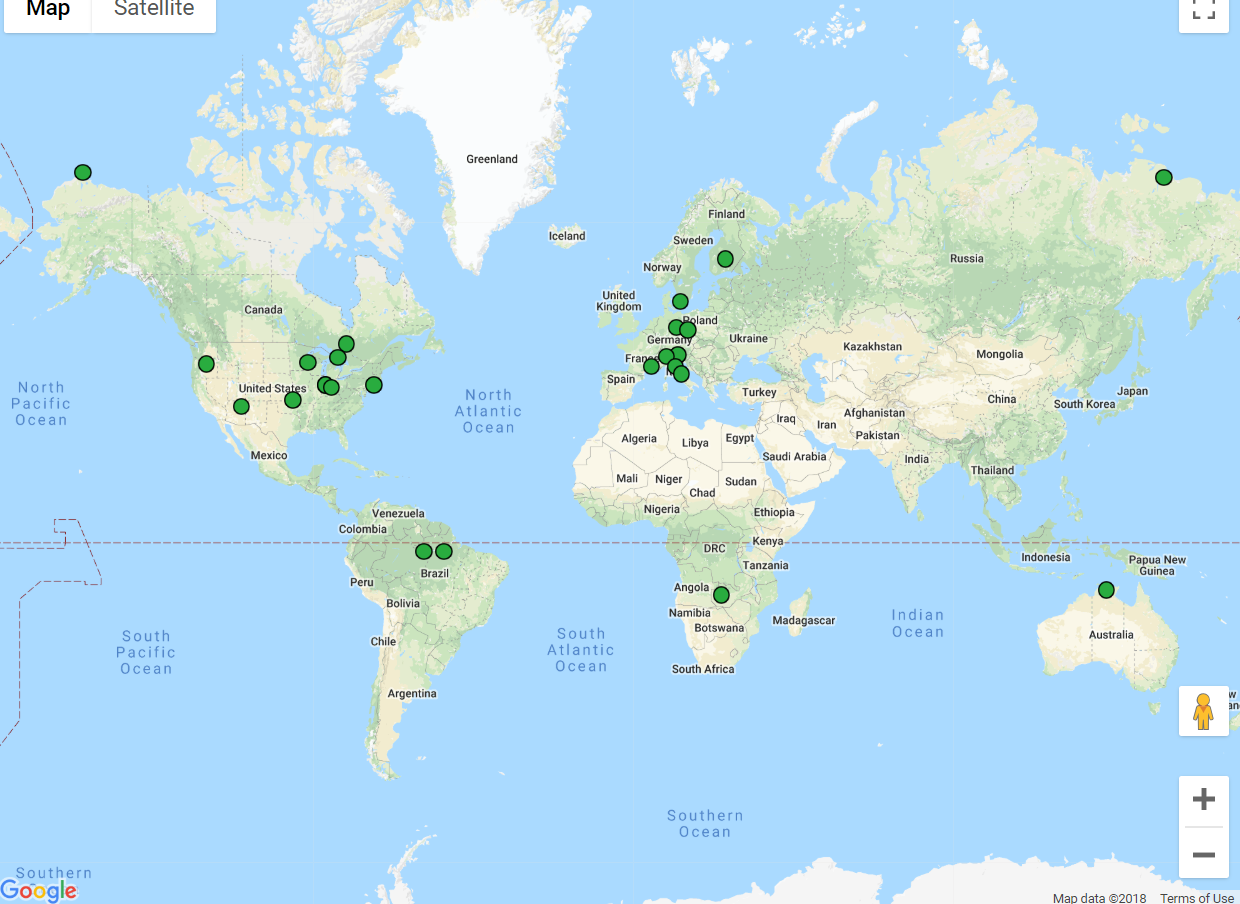 Map
Satellite
Greenland
Finland
Iceland
Sweden
Norway
Russia
United
Kingdom
Canada
Poland
Ukraine
Germany
Kazakhstan
Mongolia
France
Spain
United States
North
Pacific
Ocean
North
Atlantic
Ocean
Turkey
Japan
China
South Korea
Iraq
Iran
Afghanistan
Pakistan
Algeria
Libya
Egypt
Saudi Arabia
India
Thailand
Mexico
Mali
Niger
Chad
Sudan
Nigeria
Ethiopia
Venezuela
Colombia
DRC
Kenya
Tanzania
Indonesia
Papua New
Guinea
Brazil
Peru
Bolivia
Angola
Namibia
Botswana
Madagascar
Indian
Ocean
Australia
South
Pacific
Ocean
South
Atlantic
Ocean
Chile
South Africa
Argentina
Southern
Ocean
Southern
Google
Map data ©2018
Terms of Use